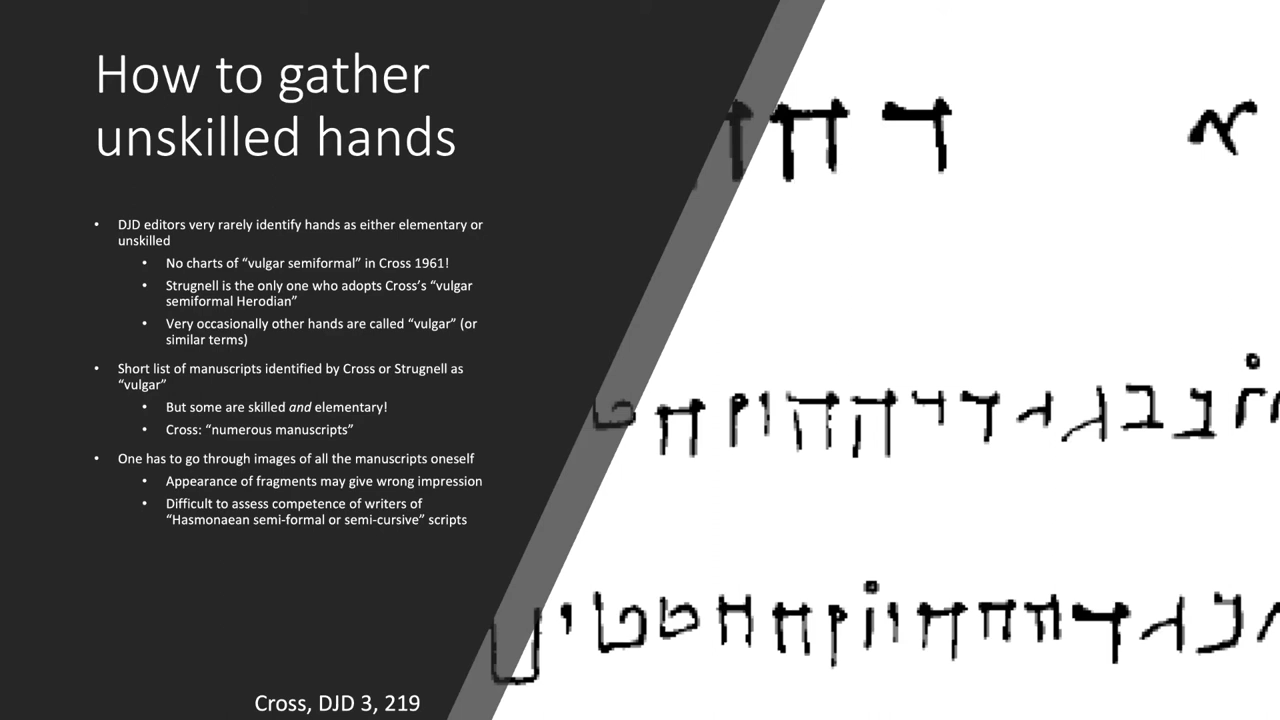 How to gather
unskilled hands
• DJD editors very rarely identify hands as either elementary or
unskilled
• No charts of “vulgar semiformal” in Cross 1961!
• Strugnell is the only one who adopts Cross’s “vulgar
semiformal Herodian”
• Very occasionally other hands are called “vulgar” (or
similar terms)
• Short list of manuscripts identified by Cross or Strugnell as
“vulgar”
• But some are skilled and elementary!
• Cross: “numerous manuscripts”
• One has to go through images of all the manuscripts oneself
• Appearance of fragments may give wrong impression
• Difficult to assess competence of writers of
“Hasmonaean semi-formal or semi-cursive” scripts
Cross, DJD 3, 219